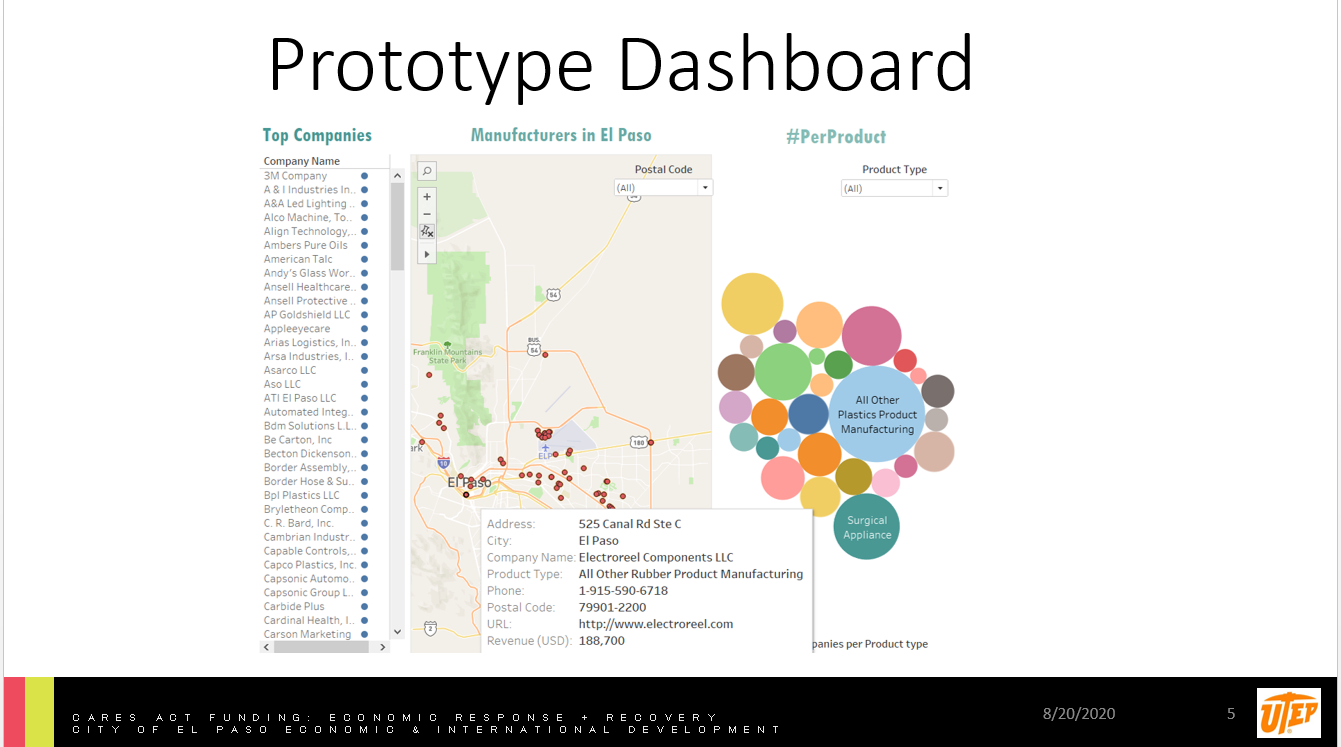 Prototype Dashboard
Top Companies
Company Name
3M Company
A & I Industries In..
A&A Led Lighting ..
Alco Machine, To..
Align Technology,..
Ambers Pure Oils
American Talc
Andy's Glass Wor..
Ansell Healthcare..
Ansell Protective ..
AP Goldshield LLC
Appleeyecare
Arias Logistics, In..
Arsa Industries, I..
Asarco LLC
Aso LLC
ATI El Paso LLC
Automated Integ..
Bdm Solutions L.L..
Be Carton, Inc
Becton Dickenson..
Border Assembly,..
Border Hose & Su..
Bpl Plastics LLC
Bryletheon Comp..
C. R. Bard, Inc.
Cambrian Industr..
Capable Controls,..
Capco Plastics, Inc.
Capsonic Automo..
Capsonic Group L..
Carbide Plus
Cardinal Health, I..
Carson Marketing
Manufacturers in El Paso
Postal Code
(All)
54
54
BUS.
54
Franklin Mountains
State Park
ark
180
ELP
10
El Paso
2
Address: 525 Canal Rd Ste C
City: El Paso
Company Name: Electroreel Components LLC
Product Type: All Other Rubber Product Manufacturing
Phone: 1-915-590-6718
Postal Code: 79901-2200
URL: http://www.electroreel.com
Revenue (USD): 188,700
#PerProduct
Product Type
(All)
All Other
Plastics Product
Manufacturing
Surgical
Appliance
panies per Product type
CARES ACT FUNDING: ECONOMIC RESPONSE + RECOVERY
CITY OF EL PASO ECONOMIC & INTERNATIONAL DEVELOPMENT
8/20/2020
5
UTEP